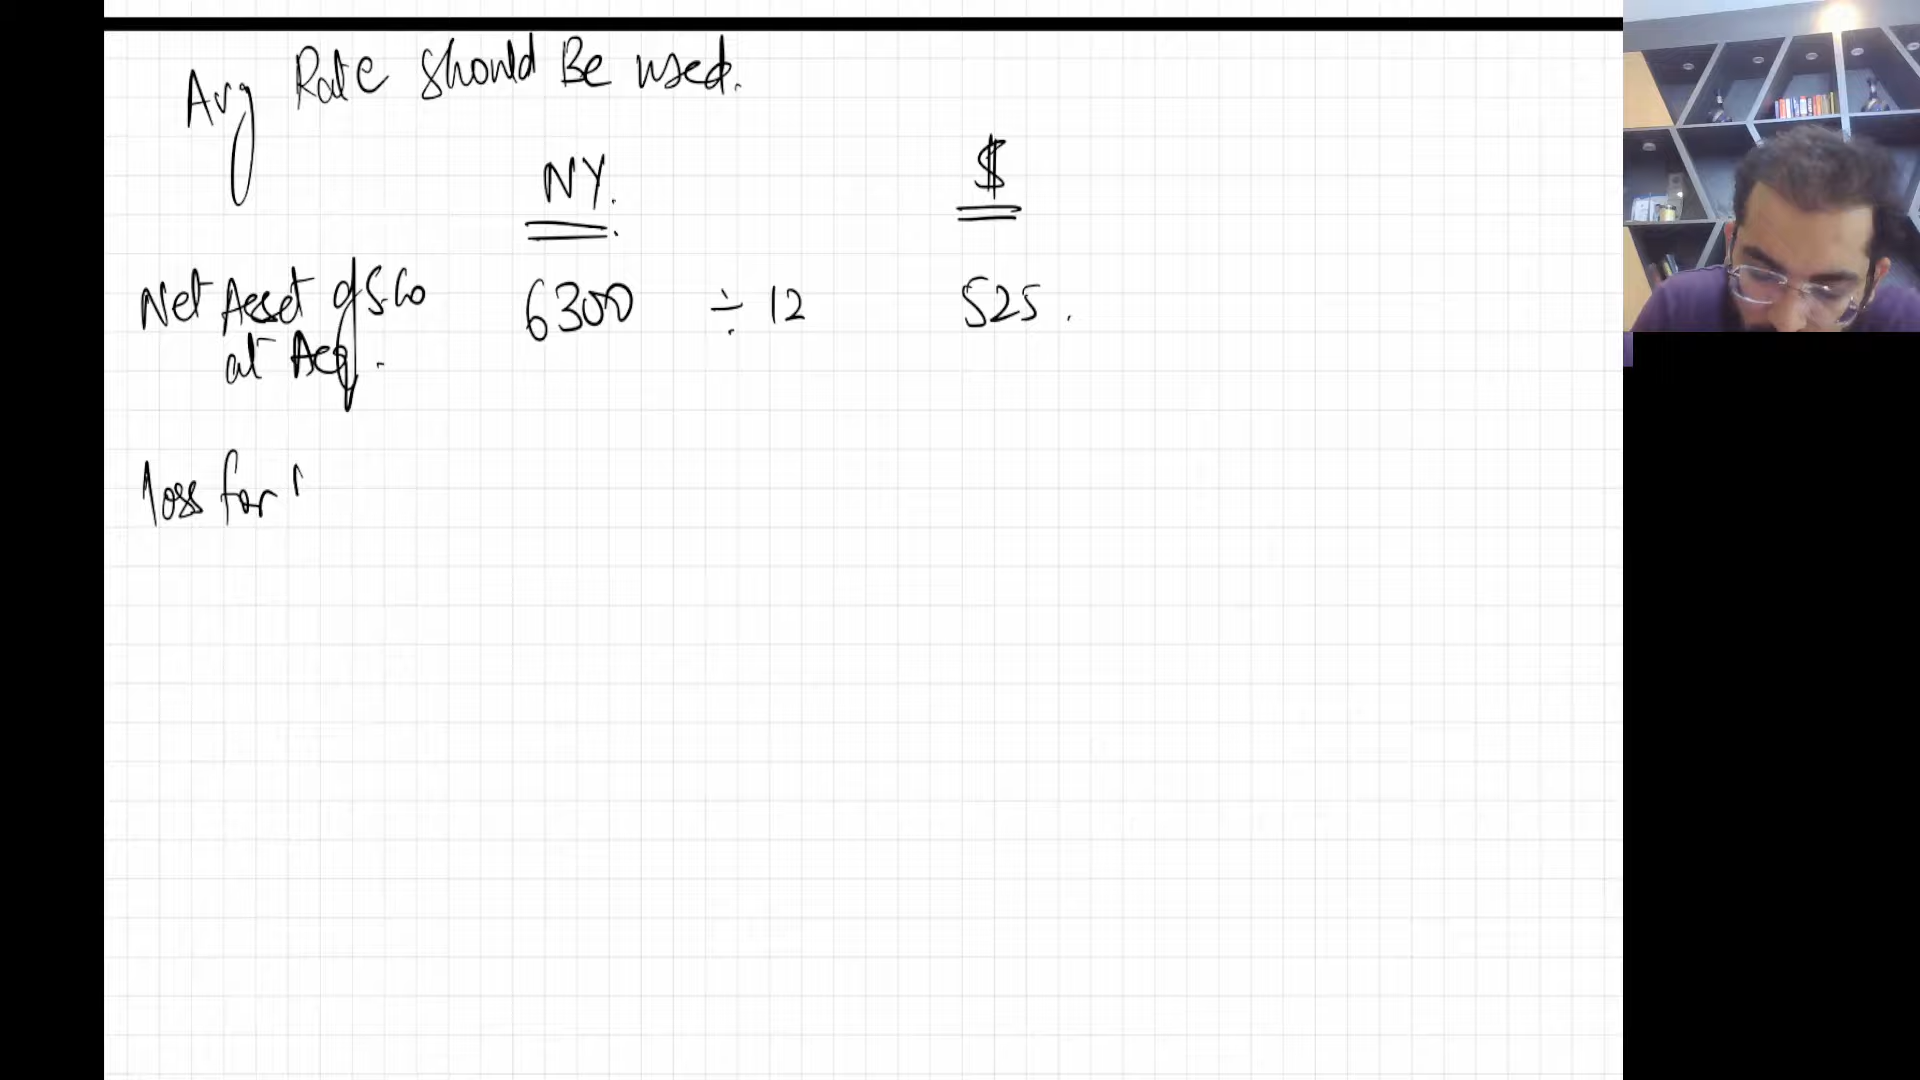 Avg Rate should Be used.
NY. $
Net Asset of S.Co 6300 ÷ 12 525.
at Acq.
loss for